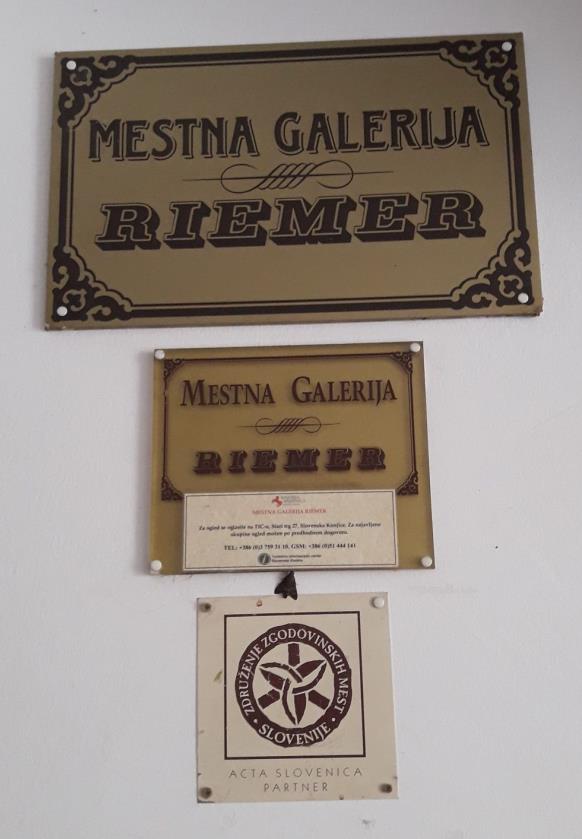 MESTNA GALERIJA
RIEMER
MESTNA GALERIJA
RIEMER
MESTNA GALERIJA RIEMER
Za ogled se oglasite na TIC-u, Stari trg 27, Slovenske Konjice. Za najavljene
skupine ogled možen po predhodnem dogovoru.
TEL: +386 (0)3 759 31 10, GSM: +386 (0)51 444 141
ZDRUŽENJE ZGODOVINSKIH MEST
• SLOVENIJE •
ACTA SLOVENICA
PARTNER